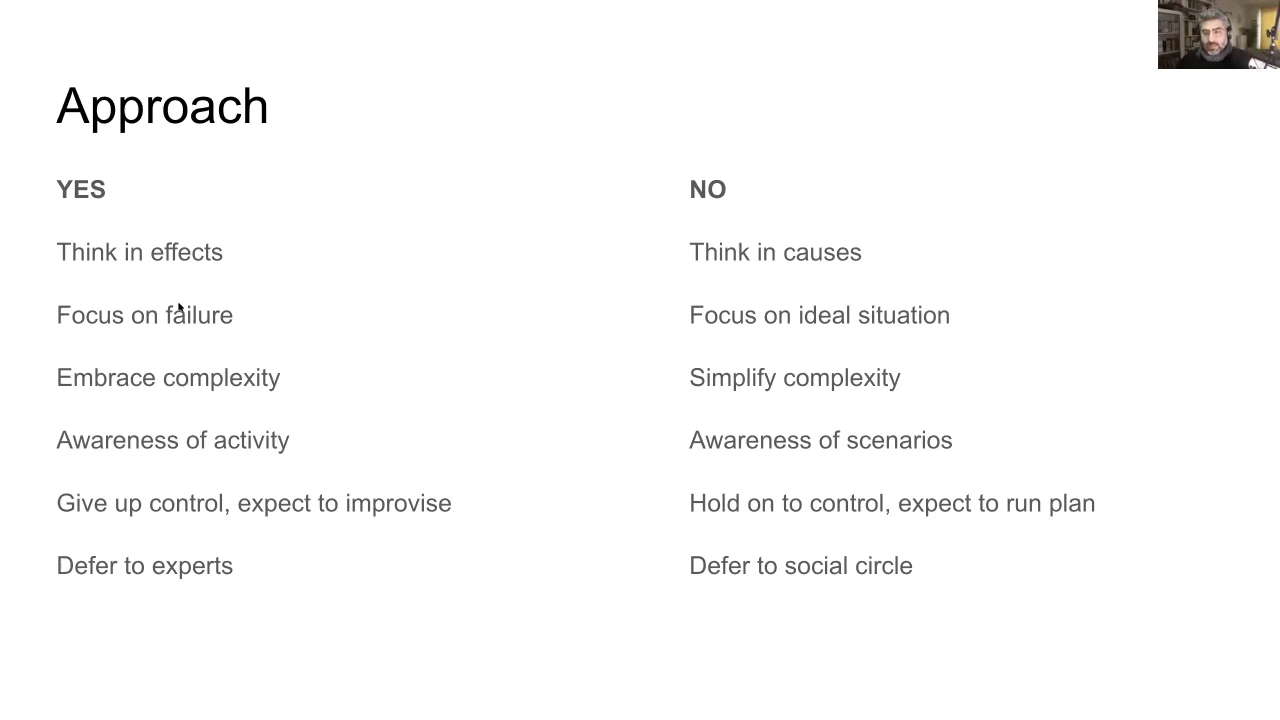 Approach
YES
Think in effects
Focus on failure
Embrace complexity
Awareness of activity
Give up control, expect to improvise
Defer to experts
NO
Think in causes
Focus on ideal situation
Simplify complexity
Awareness of scenarios
Hold on to control, expect to run plan
Defer to social circle